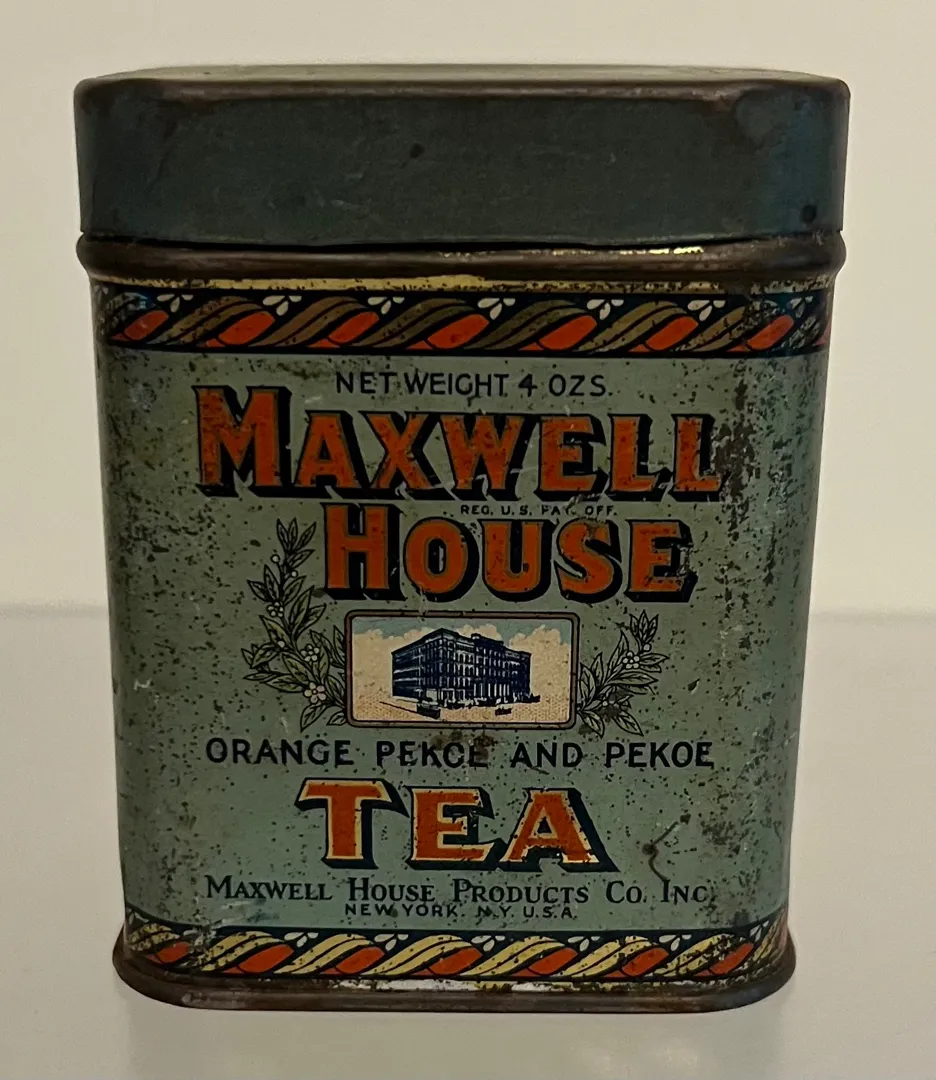 NET WEIGHT 4 OZS.
MAXWELL
REG. U.S. PAT. OFF.
HOUSE
ORANGE PEKOE AND PEKOE
TEA
MAXWELL HOUSE PRODUCTS CO. INC.
NEW YORK. N.Y. U.S.A.